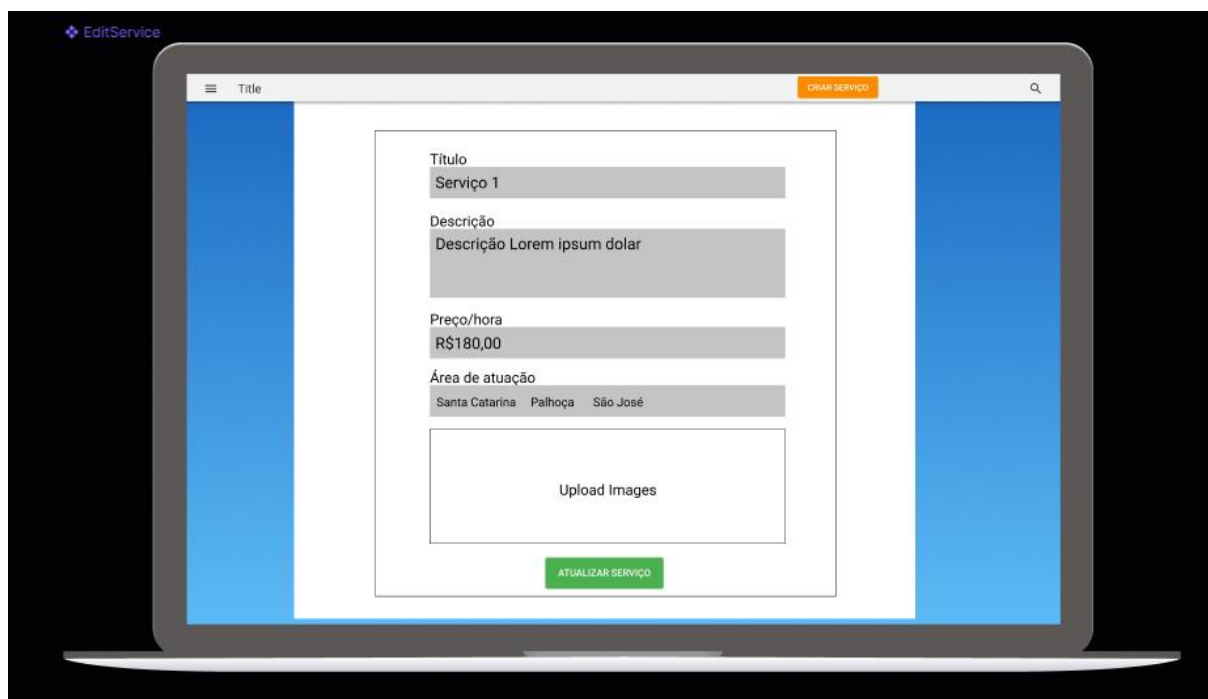 EditService
Title
CRIAR SERVIÇO
Título
Serviço 1
Descrição
Descrição Lorem ipsum dolar
Preço/hora
R$180,00
Área de atuação
Santa Catarina Palhoça São José
Upload Images
ATUALIZAR SERVIÇO